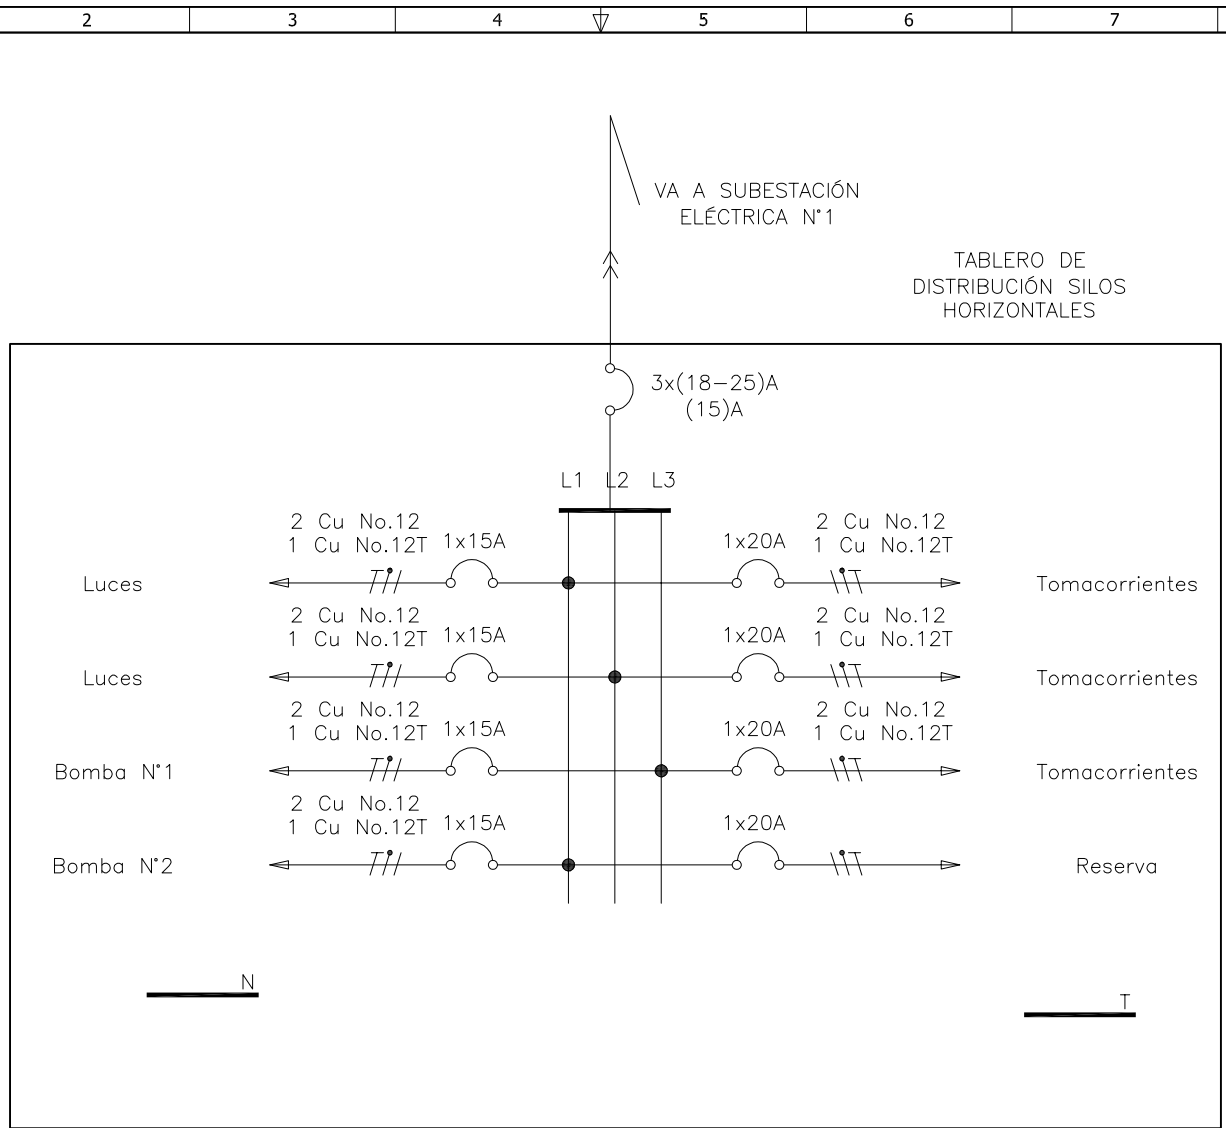 2 3 4 5 6 7
VA A SUBESTACIÓN
ELÉCTRICA N°1
TABLERO DE
DISTRIBUCIÓN SILOS
HORIZONTALES
3x(18-25)A
(15)A
L1 L2 L3
2 Cu No.12
1 Cu No.12T
1x15A
1x20A
2 Cu No.12
1 Cu No.12T
Luces
Tomacorrientes
2 Cu No.12
1 Cu No.12T
1x15A
1x20A
2 Cu No.12
1 Cu No.12T
Luces
Tomacorrientes
2 Cu No.12
1 Cu No.12T
1x15A
1x20A
2 Cu No.12
1 Cu No.12T
Bomba N°1
Tomacorrientes
2 Cu No.12
1 Cu No.12T
1x15A
1x20A
Bomba N°2
Reserva
N
T